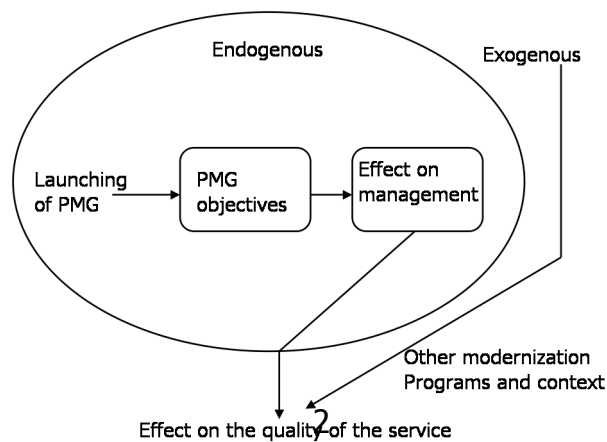 Endogenous
Exogenous
Launching
of PMG
PMG
objectives
Effect on
management
Other modernization
Programs and context
2
Effect on the quality of the service